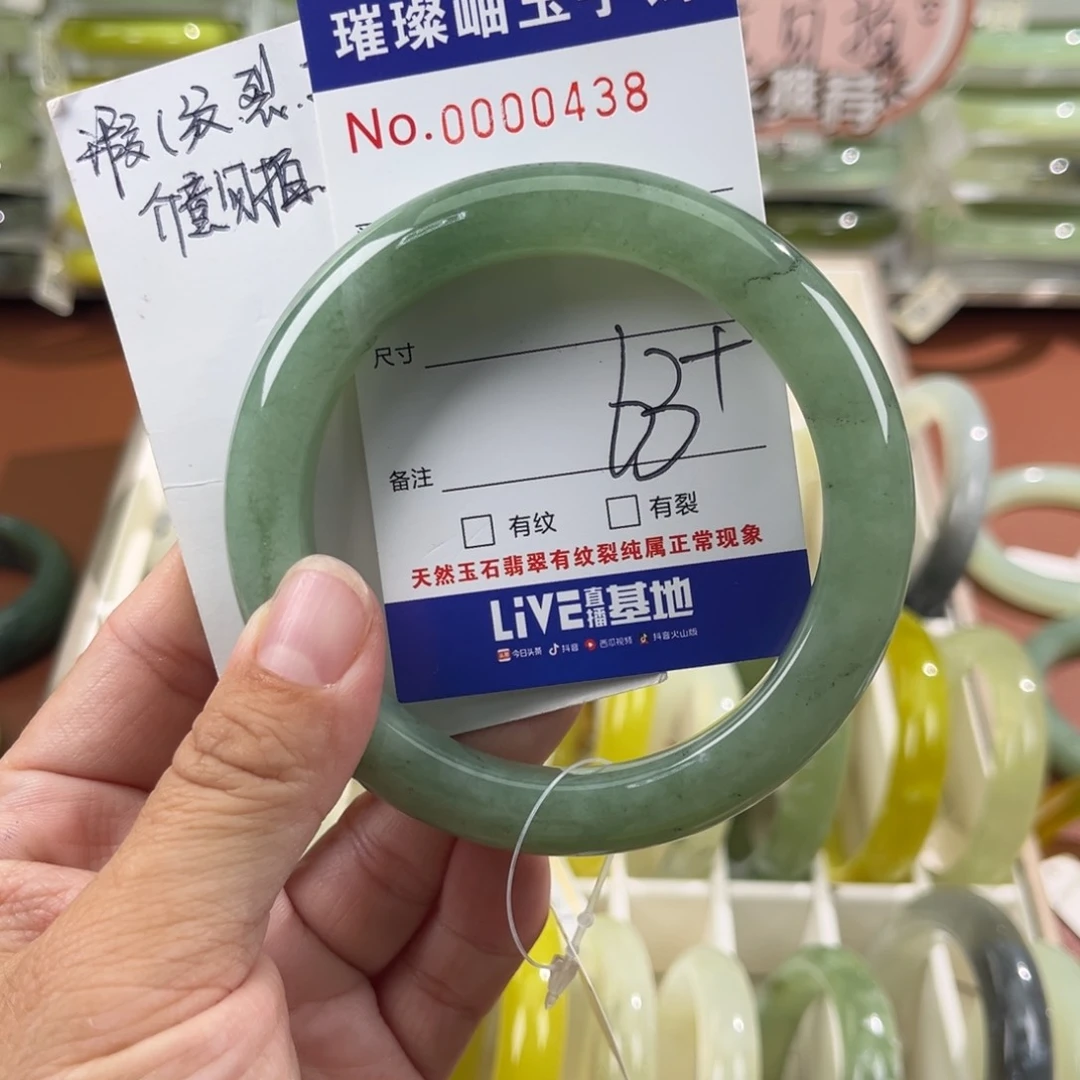 璀璨岫玉手镯
No.0000438
瑕(纹.裂.
介意勿拍
推荐
尺寸 63+
备注
有纹 有裂
天然玉石翡翠有纹裂纯属正常现象
LiVE直播基地
今日头条 抖音 西瓜视频 抖音火山版